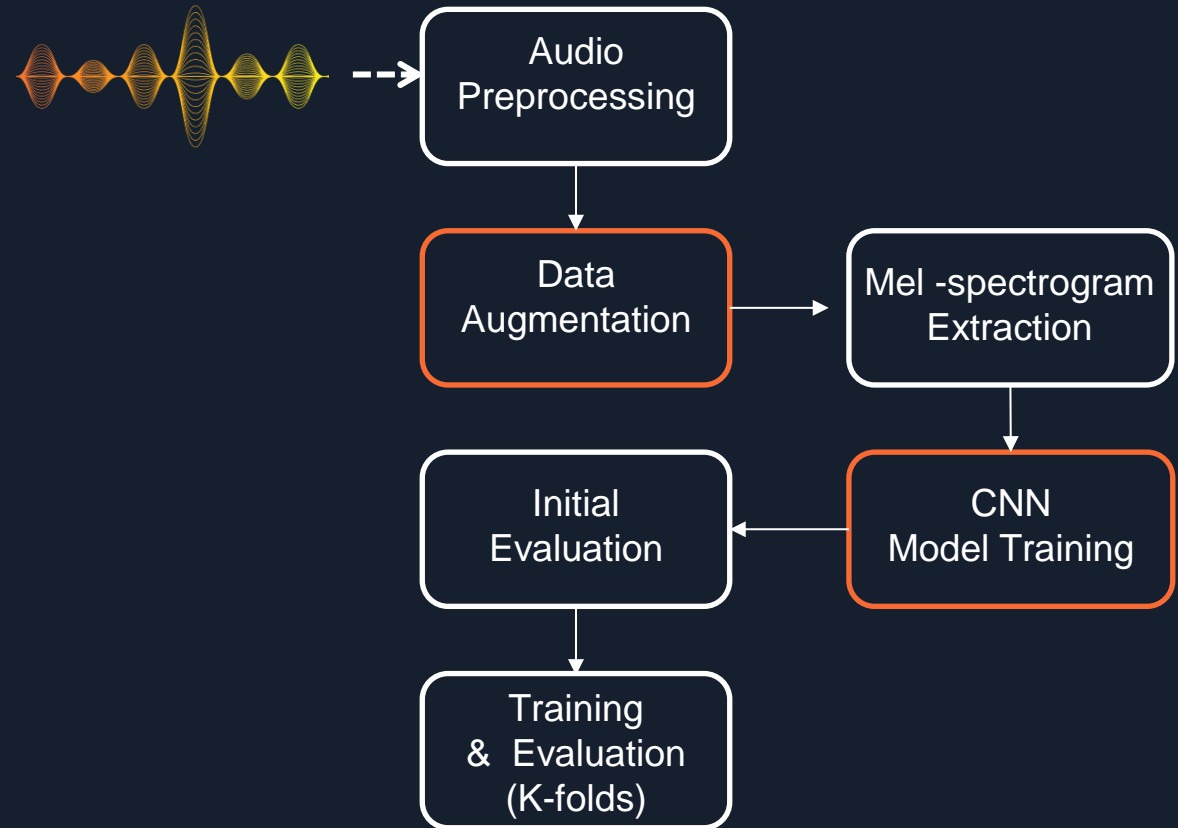 Audio
Preprocessing
Data
Augmentation
Mel -spectrogram
Extraction
CNN
Model Training
Initial
Evaluation
Training
& Evaluation
(K-folds)